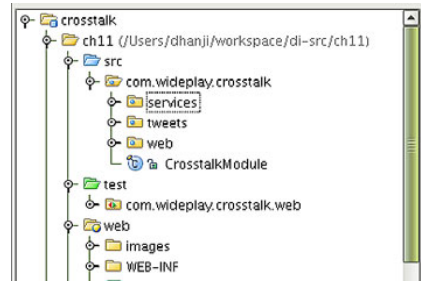 crosstalk
ch11 (/Users/dhanji/workspace/di-src/ch11)
src
com.wideplay.crosstalk
services
tweets
web
CrosstalkModule
test
com.wideplay.crosstalk.web
web
images
WEB-INF